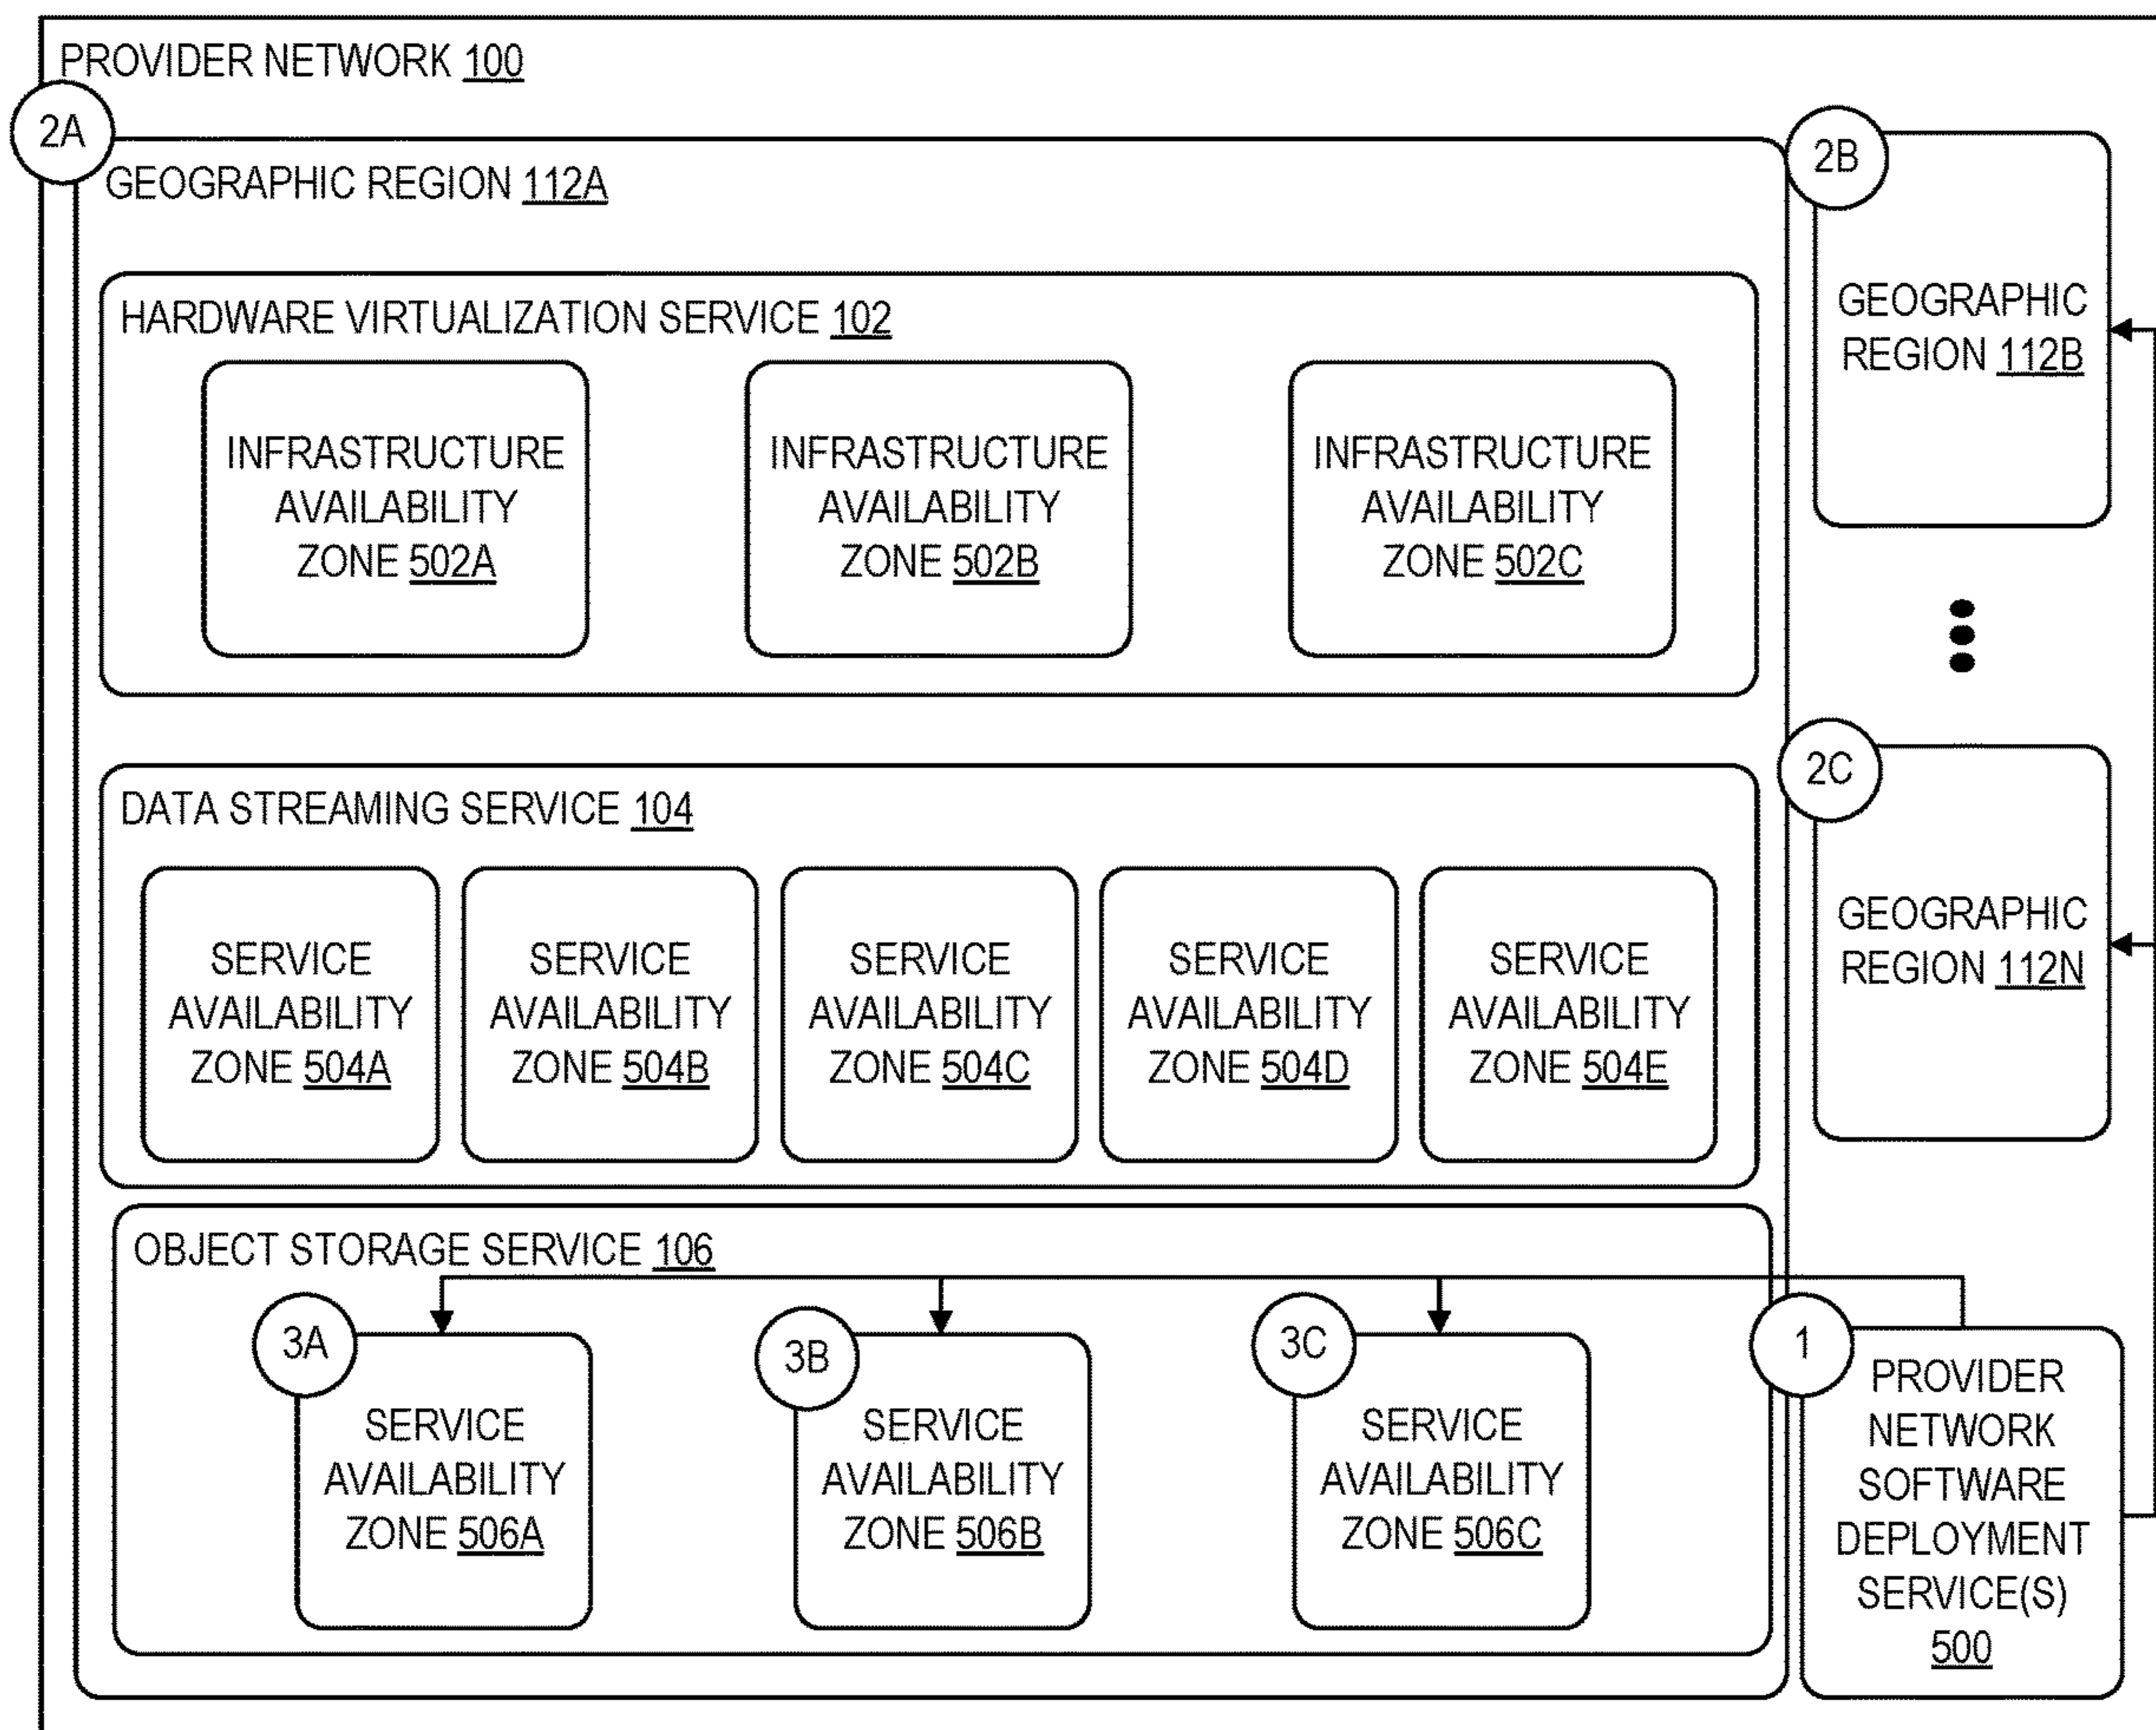 PROVIDER NETWORK 100
2A
GEOGRAPHIC REGION 112A
HARDWARE VIRTUALIZATION SERVICE 102
INFRASTRUCTURE
AVAILABILITY
ZONE 502A
INFRASTRUCTURE
AVAILABILITY
ZONE 502B
INFRASTRUCTURE
AVAILABILITY
ZONE 502C
DATA STREAMING SERVICE 104
SERVICE
AVAILABILITY
ZONE 504A
SERVICE
AVAILABILITY
ZONE 504B
SERVICE
AVAILABILITY
ZONE 504C
SERVICE
AVAILABILITY
ZONE 504D
SERVICE
AVAILABILITY
ZONE 504E
OBJECT STORAGE SERVICE 106
3A
SERVICE
AVAILABILITY
ZONE 506A
3B
SERVICE
AVAILABILITY
ZONE 506B
3C
SERVICE
AVAILABILITY
ZONE 506C
2B
GEOGRAPHIC
REGION 112B
2C
GEOGRAPHIC
REGION 112N
1
PROVIDER
NETWORK
SOFTWARE
DEPLOYMENT
SERVICE(S)
500